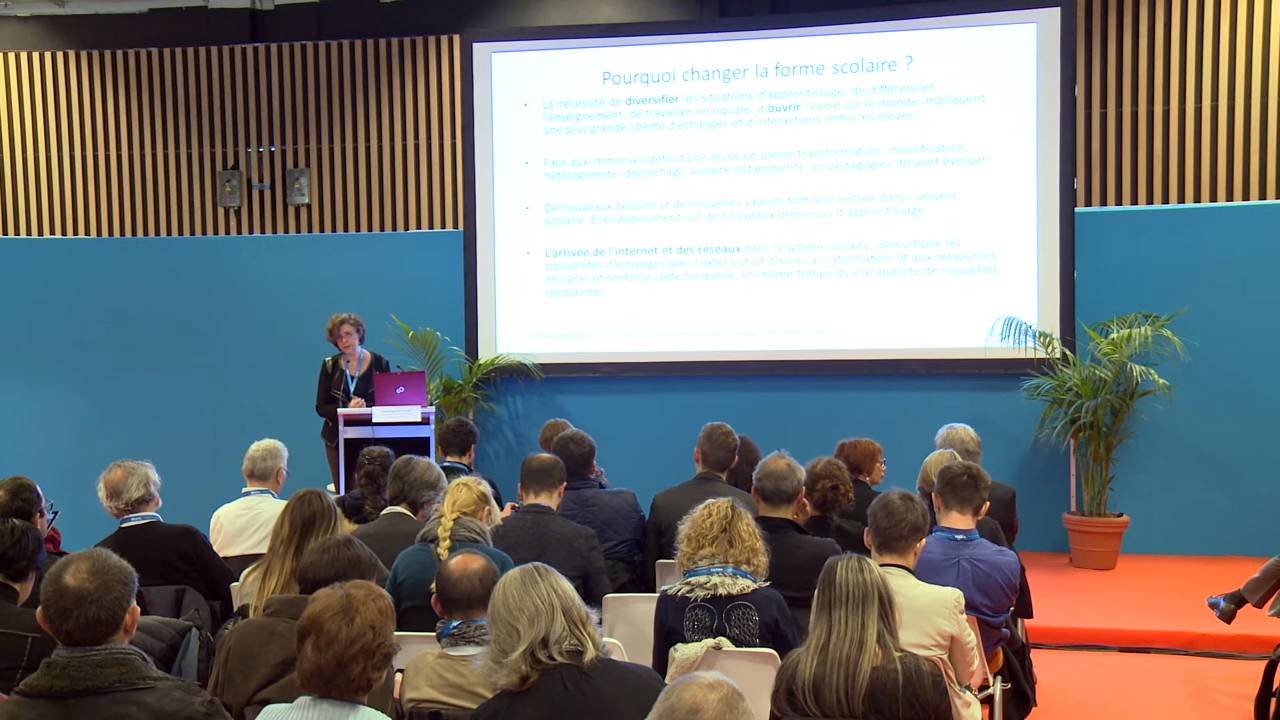 Pourquoi changer la forme scolaire ?
• La nécessité de diversifier les situations d'apprentissage, de différencier
l'enseignement, de travailler en équipe, d'ouvrir l'école sur le monde impliquent
une plus grande liberté d'échanges et d'interactions entre les élèves
• Face aux immenses défis d'une école en pleine transformation (massification,
hétérogénéité, décrochage scolaire notamment), les pédagogies doivent évoluer
• De nouveaux besoins et de nouvelles valeurs font leur entrée dans l'univers
scolaire. Elles débouchent sur de nouveaux processus d'apprentissage
• L'arrivée de l'internet et des réseaux dans la sphère scolaire, démultiplie les
possibilités d'échanges avec l'extérieur et d'accès à l'information et aux ressources
en ligne, et renforce cette tendance, en même temps qu'elle apporte de nouvelles
contraintes.